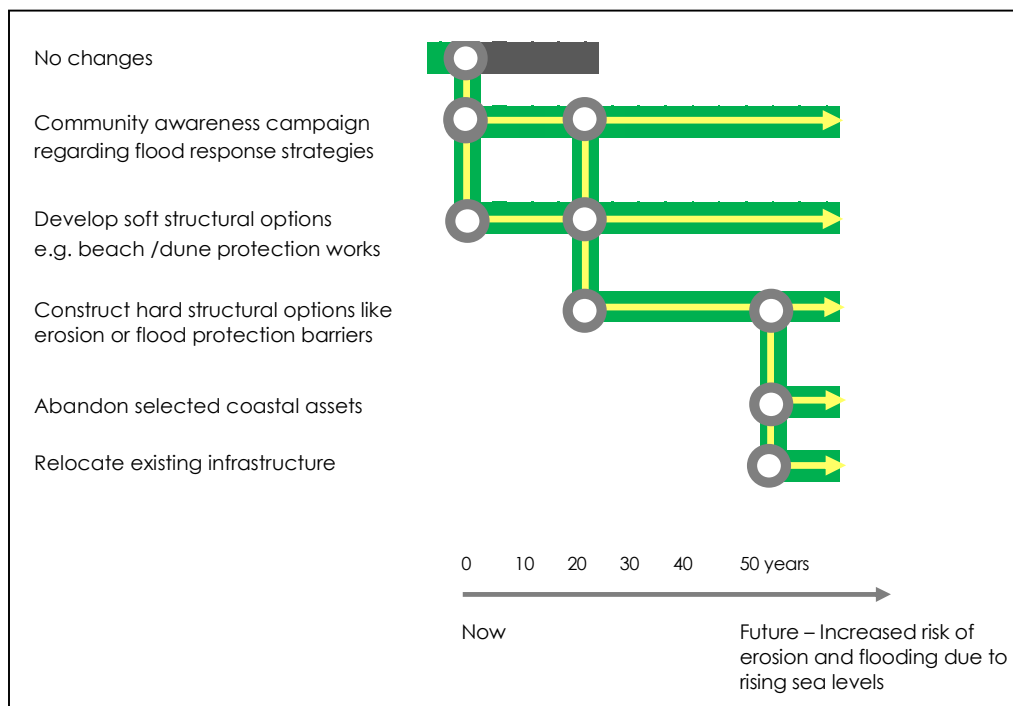 No changes
Community awareness campaign
regarding flood response strategies
Develop soft structural options
e.g. beach /dune protection works
Construct hard structural options like
erosion or flood protection barriers
Abandon selected coastal assets
Relocate existing infrastructure
0 10 20 30 40 50 years
Now
Future – Increased risk of
erosion and flooding due to
rising sea levels